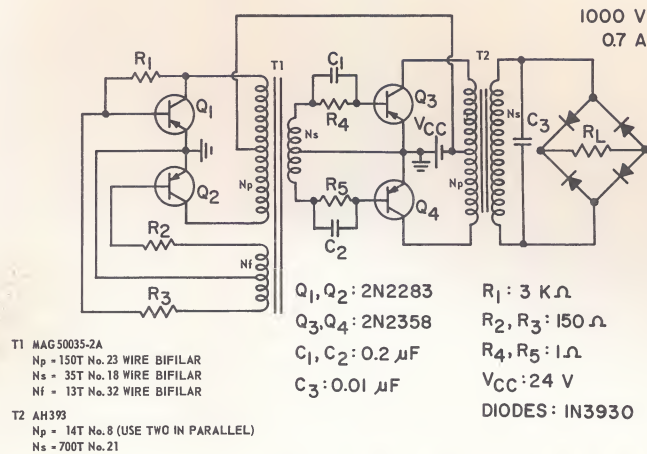 1000 V
0.7 A
T1
T2
R1
C1
Q1
Q3
R4
Ns
VCC
Ns
C3
RL
Q2
Np
R5
Np
Q4
R2
Nf
C2
R3
Q1, Q2: 2N2283
Q3, Q4: 2N2358
C1, C2: 0.2 μF
C3: 0.01 μF
R1: 3 KΩ
R2, R3: 150 Ω
R4, R5: 1Ω
VCC: 24 V
DIODES: 1N3930
T1 MAG 50035-2A
Np = 150T No. 23 WIRE BIFILAR
Ns = 35T No. 18 WIRE BIFILAR
Nf = 13T No. 32 WIRE BIFILAR
T2 AH393
Np = 14T No. 8 (USE TWO IN PARALLEL)
Ns = 700T No. 21